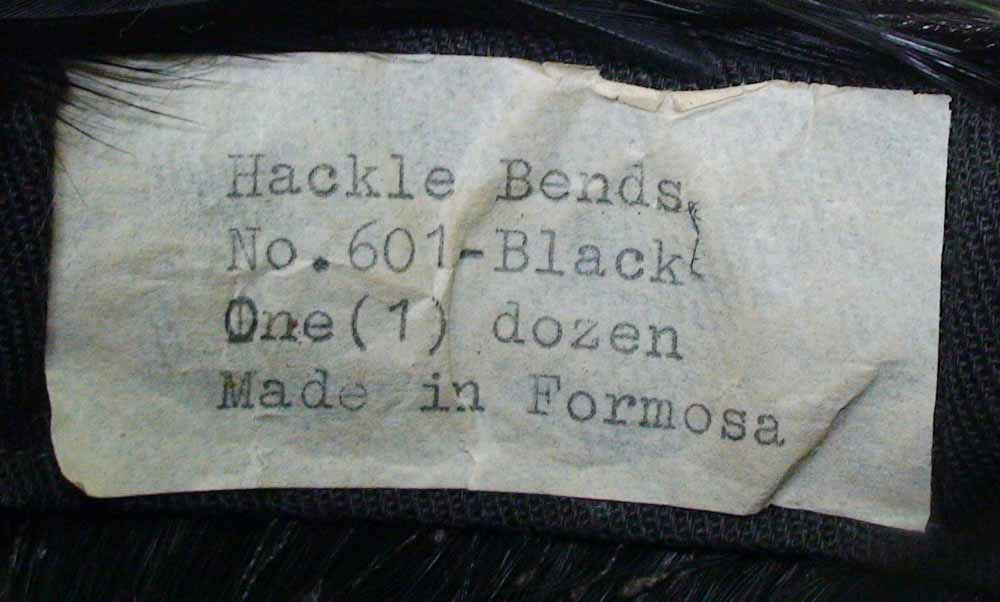 Hackle Bends
No.601-Black
One(1) dozen
Made in Formosa